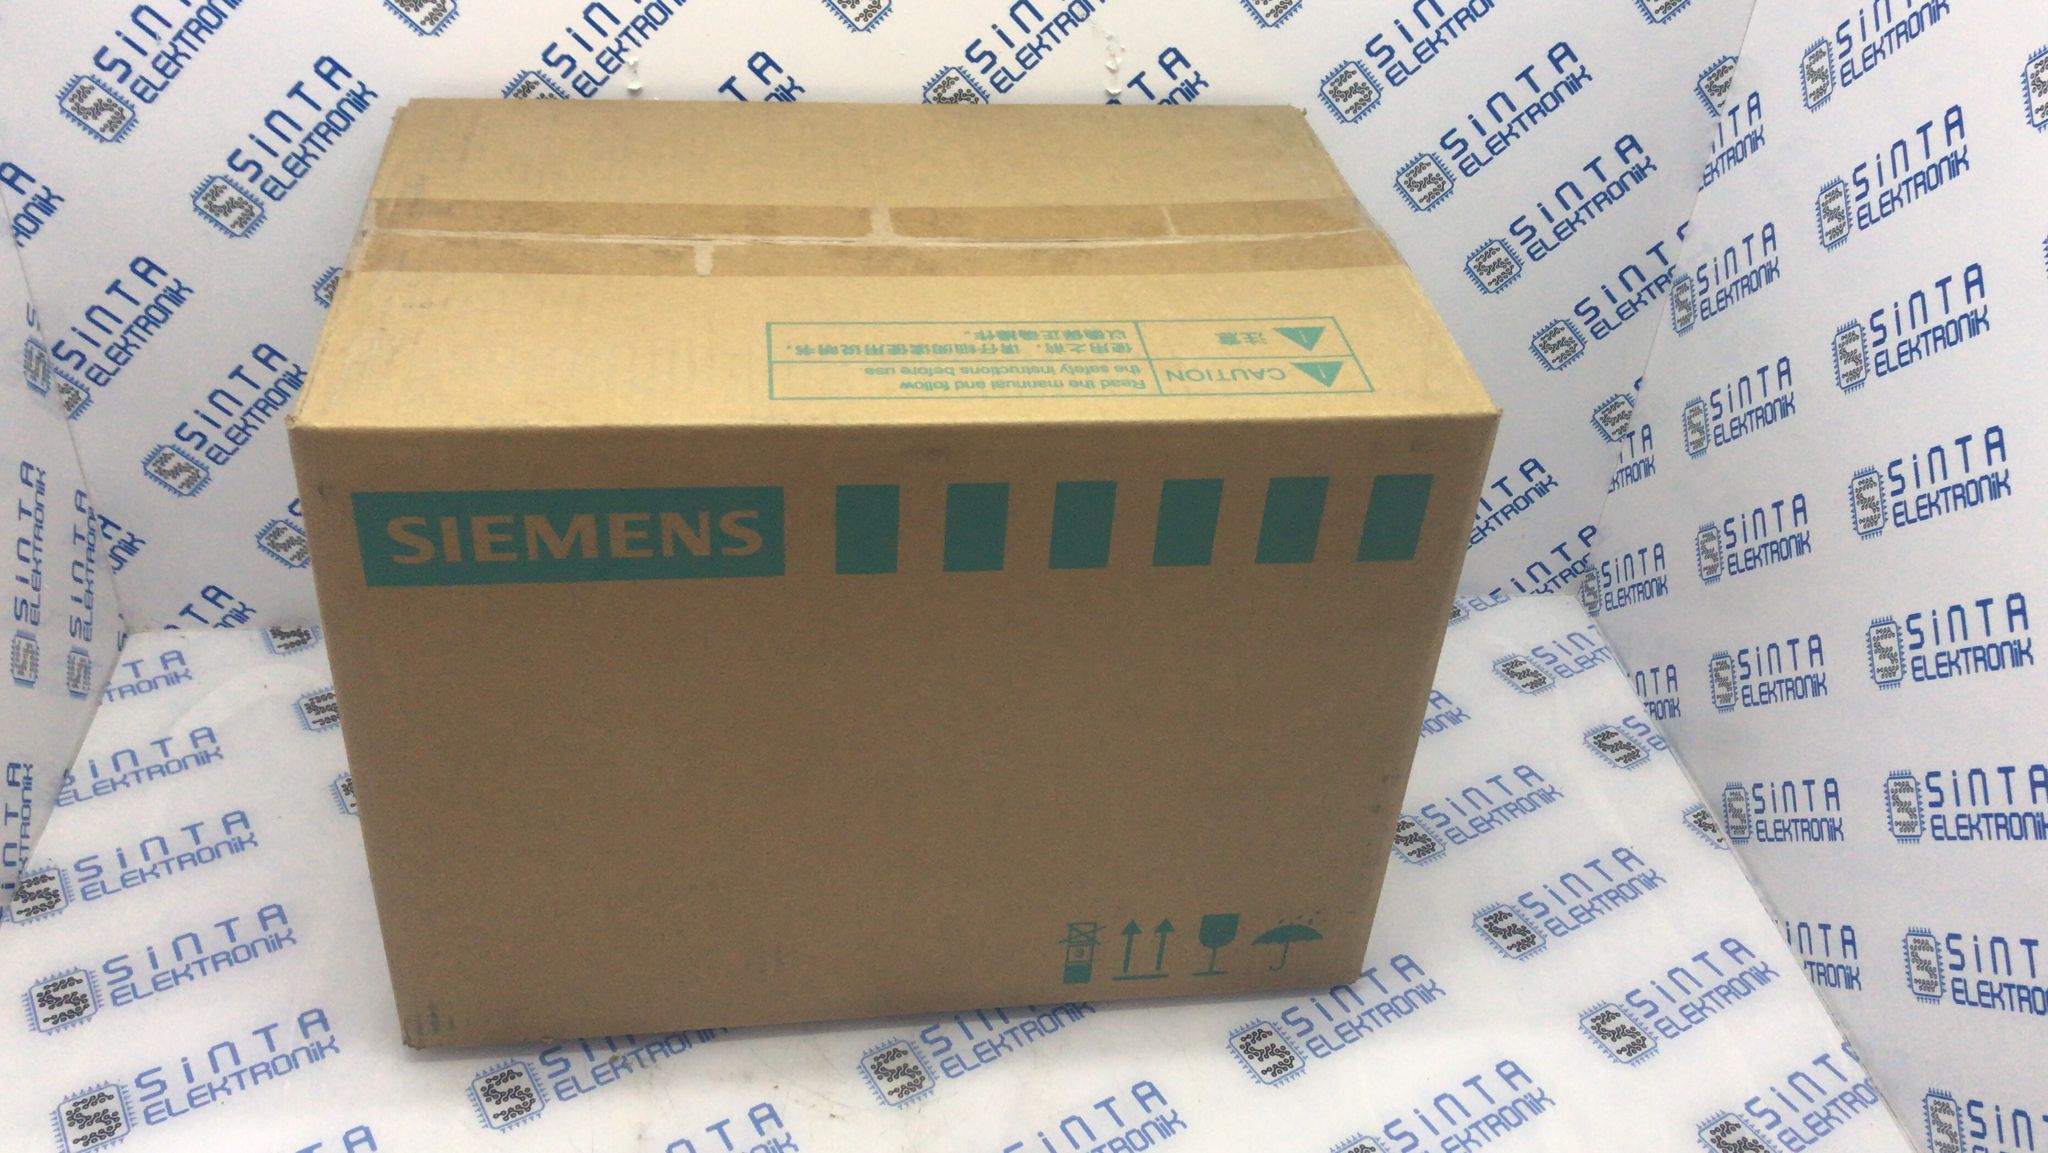 SINTA
ELEKTRONIK
注意
使用之前,请仔细阅读使用说明书,
以确保正确操作.
CAUTION
Read the mannual and follow
the safety instructions before use
SIEMENS